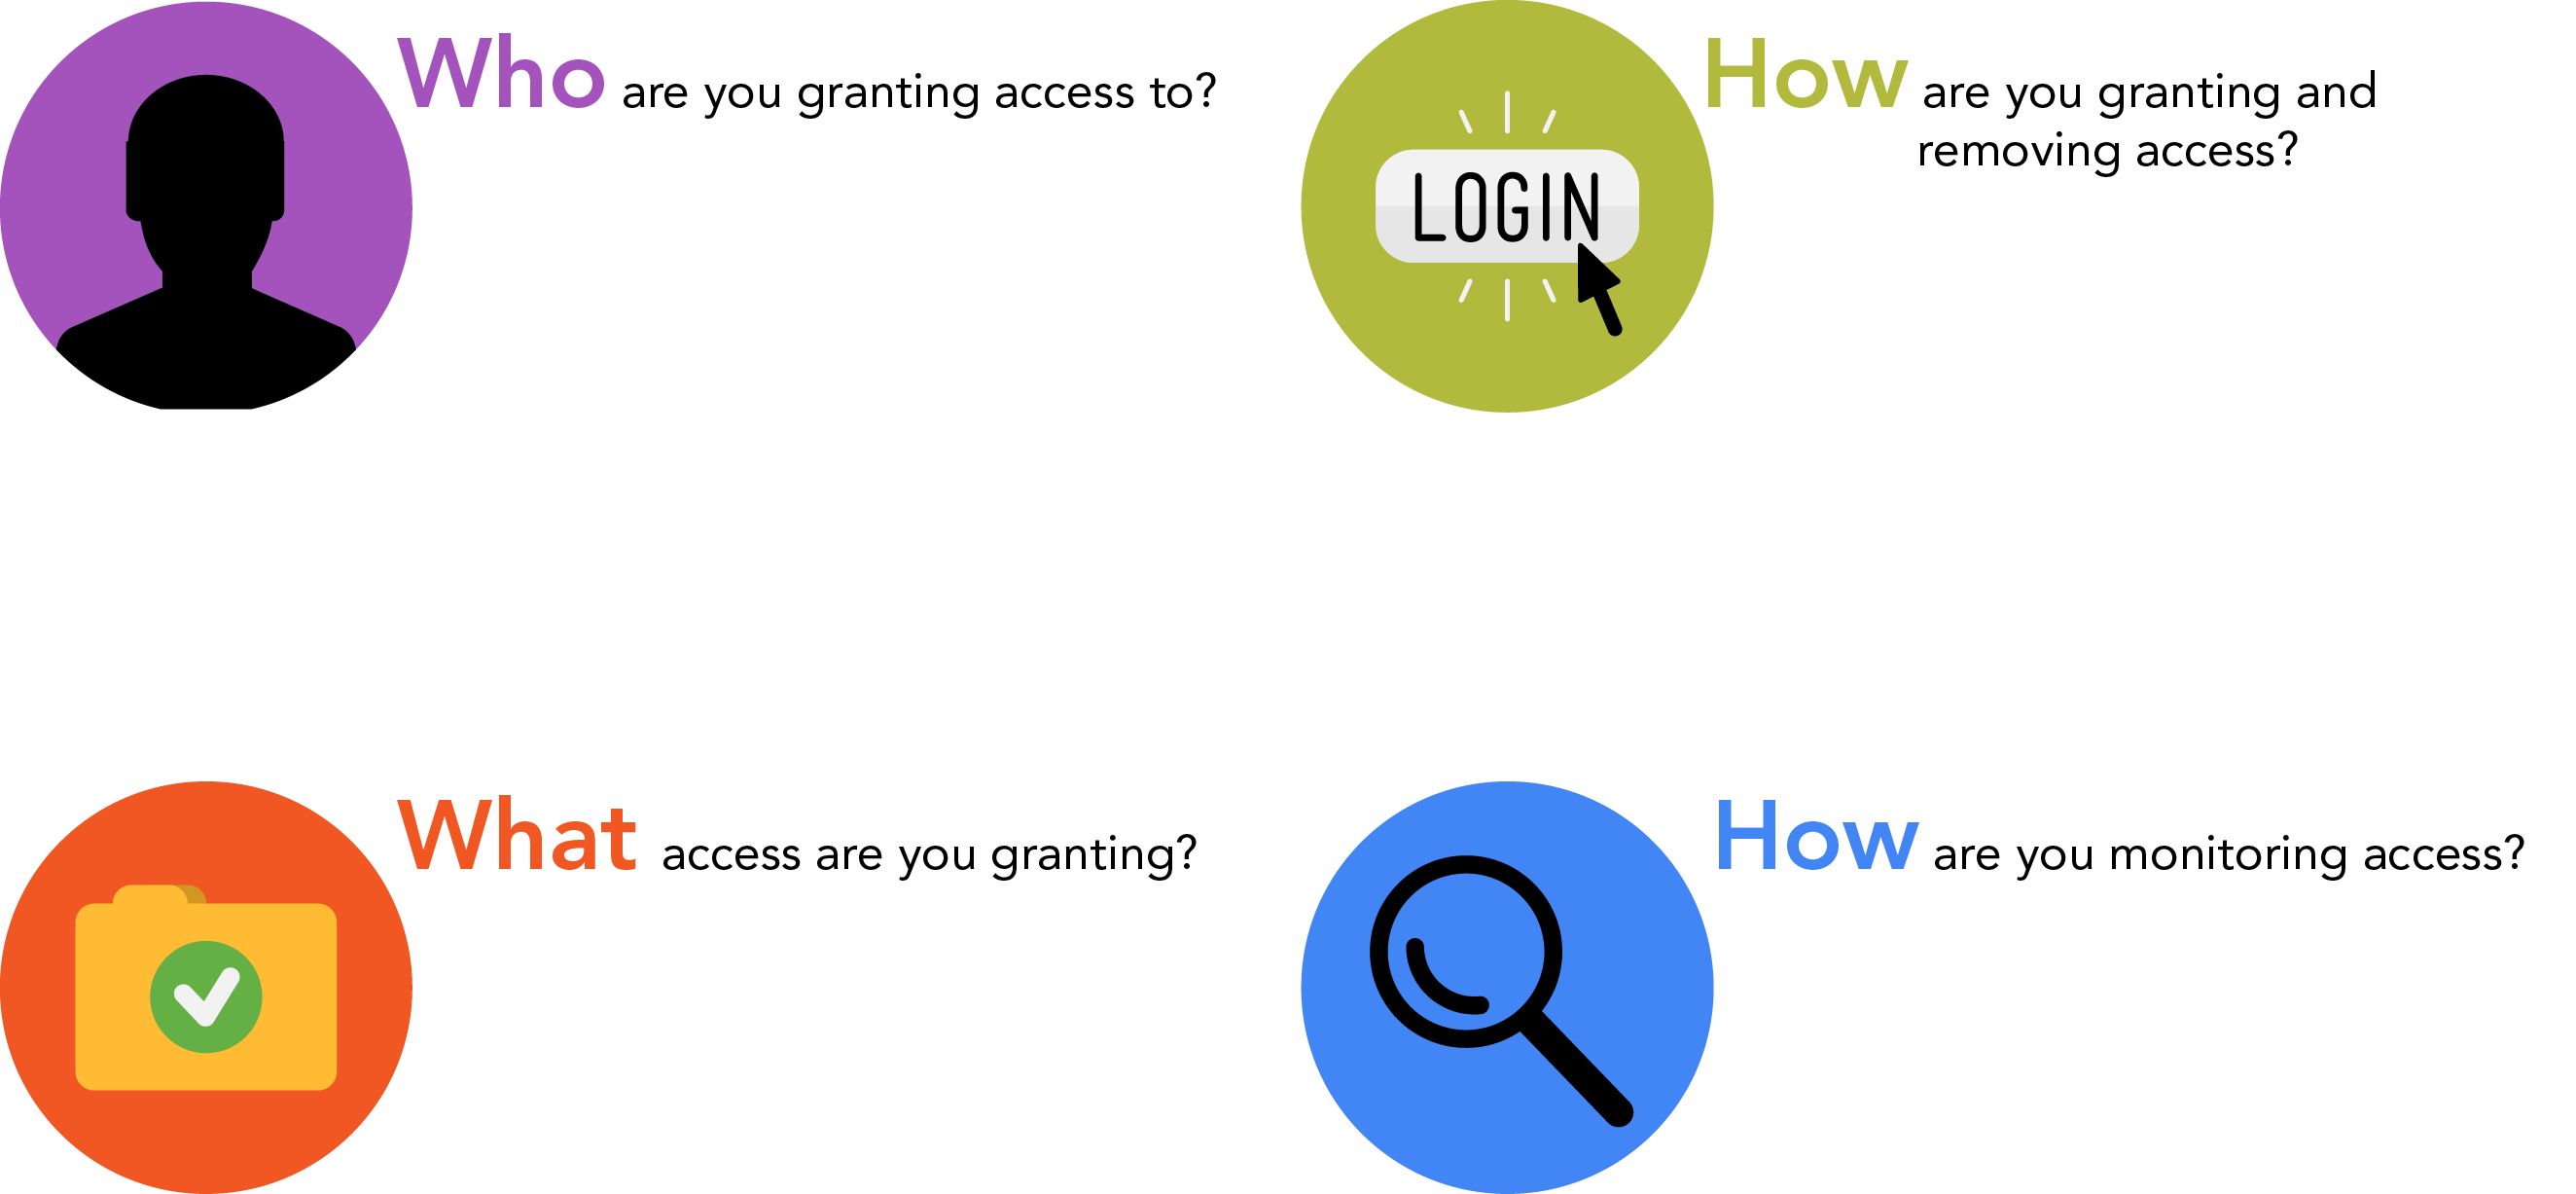 Who are you granting access to?
LOGIN
How are you granting and
removing access?
What access are you granting?
How are you monitoring access?